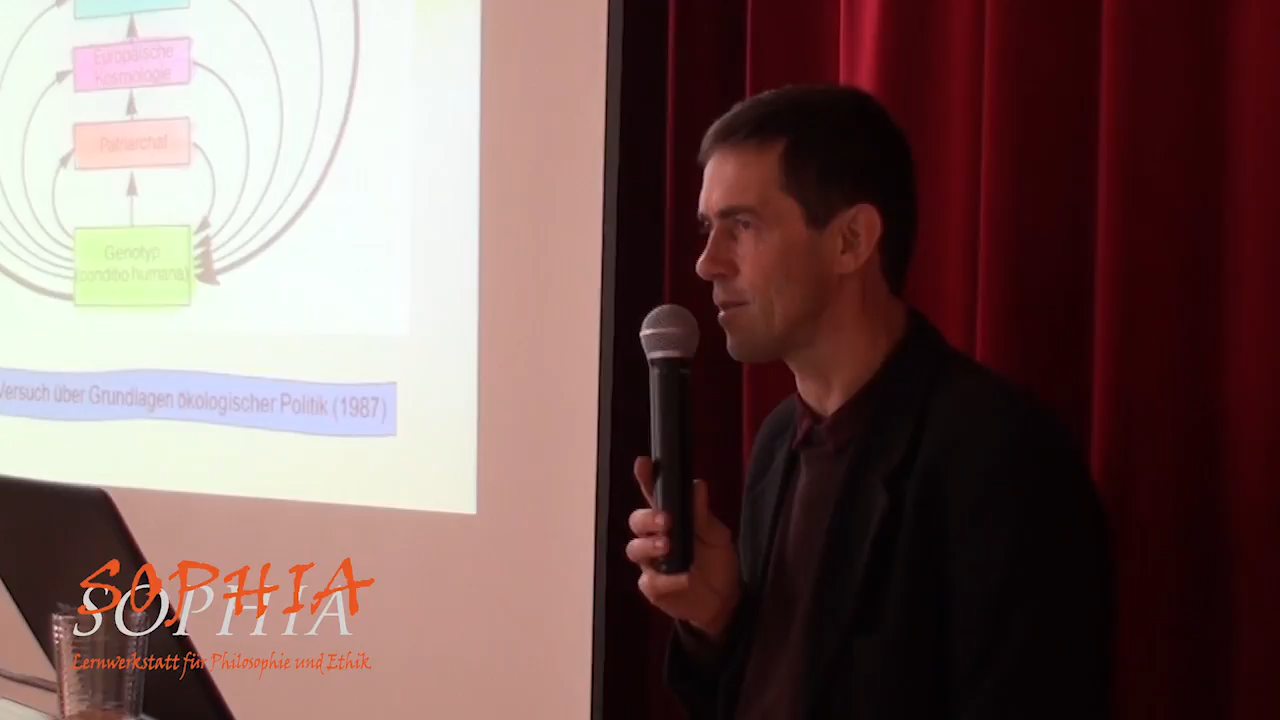 Europäische
Kosmologie
Patriarchat
Genotyp
(conditio humana)
Versuch über Grundlagen ökologischer Politik (1987)
SOPHIA
SOPHIA
Lernwerkstatt für Philosophie und Ethik